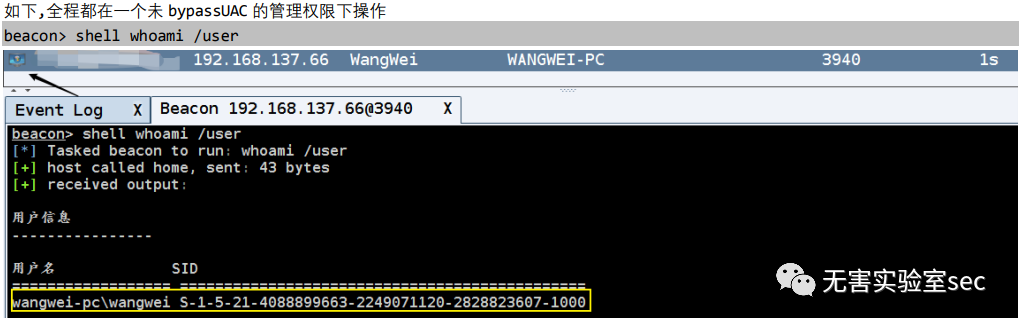 如下,全程都在一个未 bypassUAC 的管理权限下操作
beacon> shell whoami /user
192.168.137.66 WangWei WANGWEI-PC 3940 1s
Event Log X Beacon 192.168.137.66@3940 X
beacon> shell whoami /user
[*] Tasked beacon to run: whoami /user
[+] host called home, sent: 43 bytes
[+] received output:
用户信息
----------------
用户名 SID
================== ==============================================
wangwei-pc\wangwei S-1-5-21-4088899663-2249071120-2828823607-1000
无害实验室sec